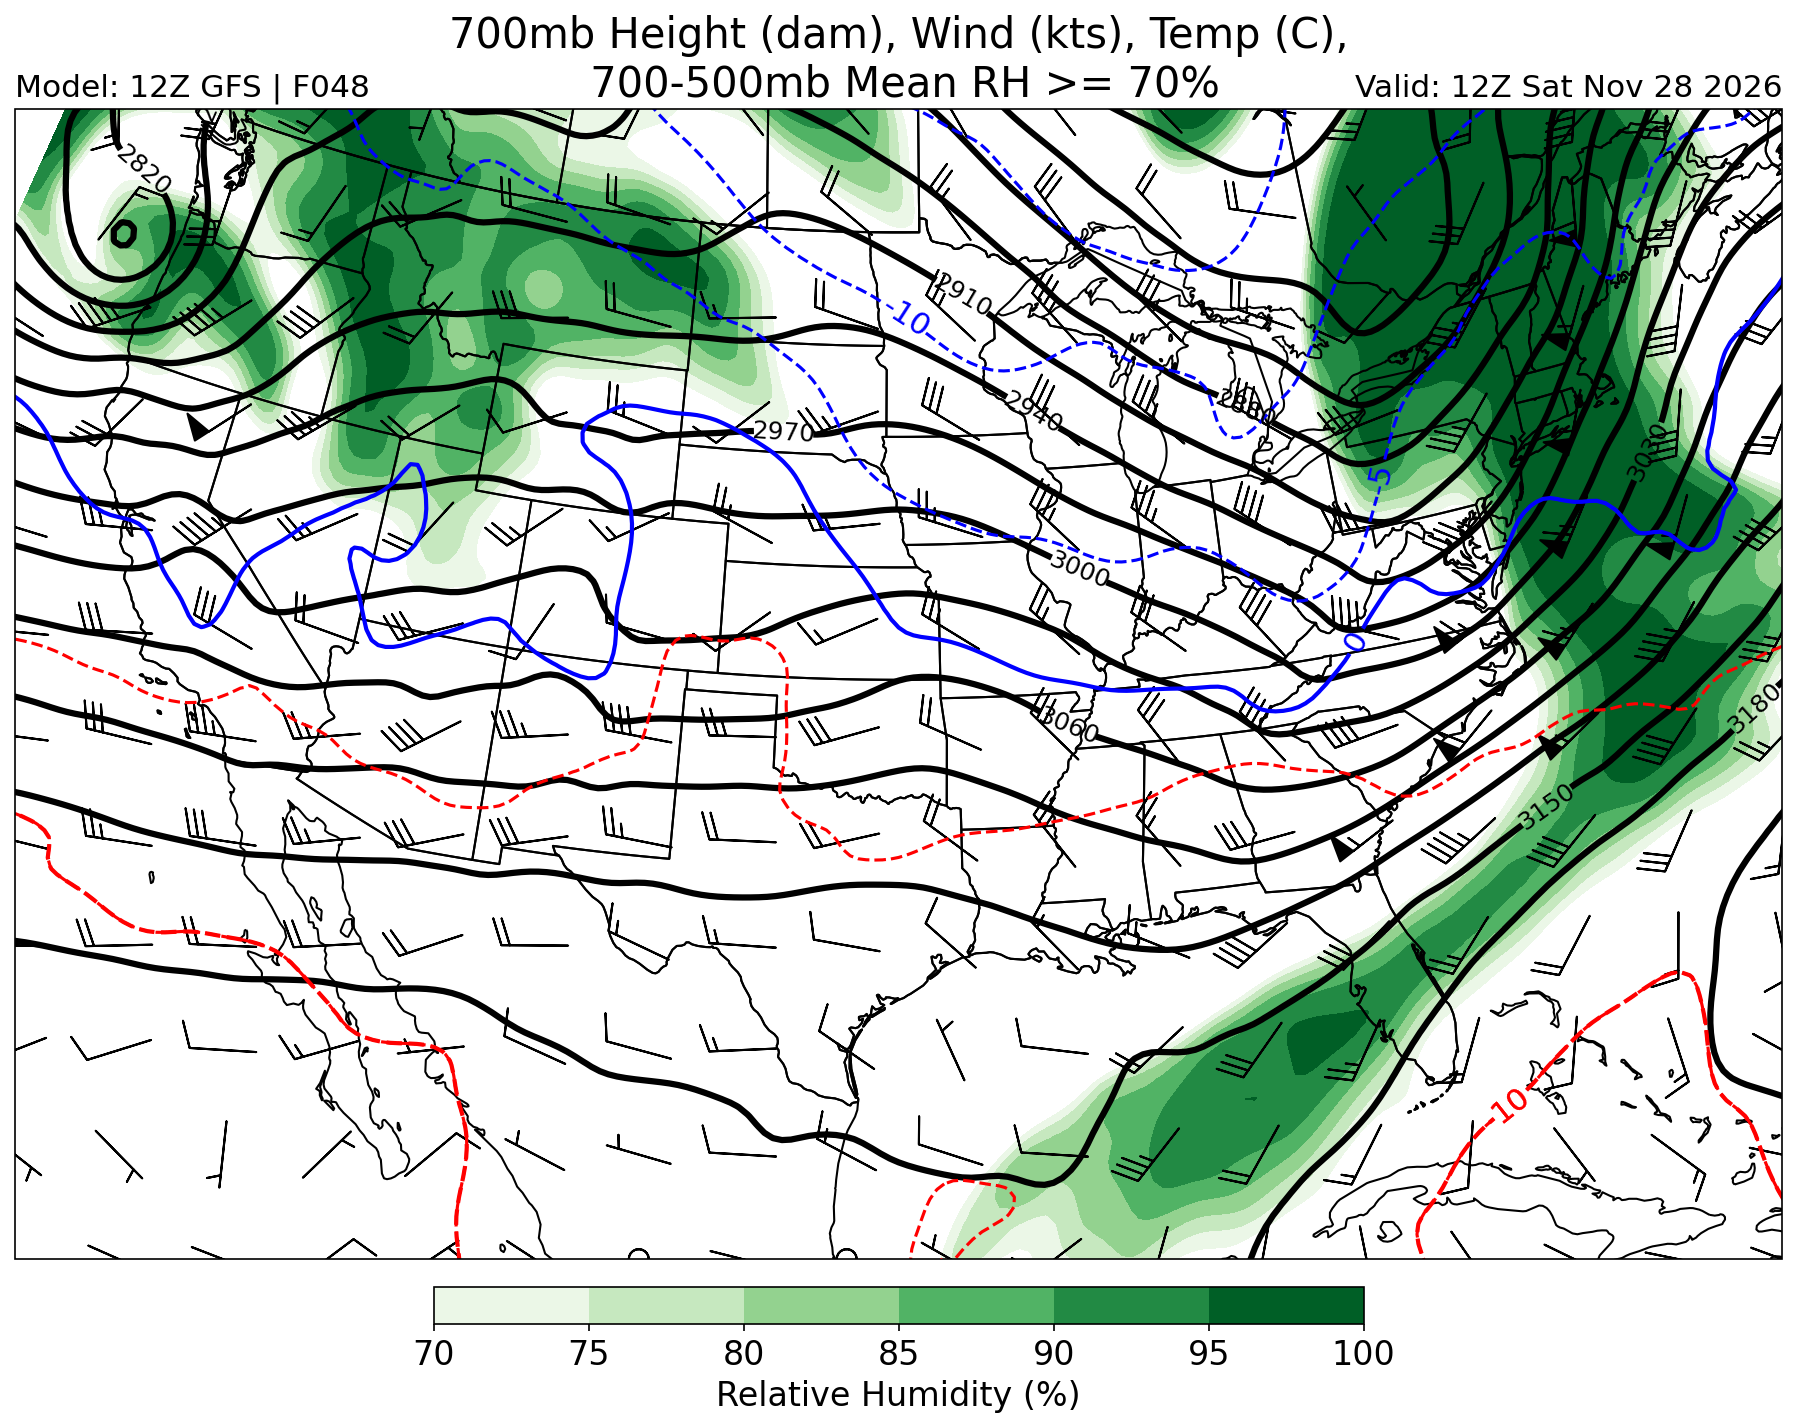 700mb Height (dam), Wind (kts), Temp (C),
700-500mb Mean RH >= 70%
Model: 12Z GFS | F048
Valid: 12Z Sat Nov 28 2026
2820
2910
-10
2940
2880
2970
-5
3030
3000
0
3060
3180
3150
10
70 75 80 85 90 95 100
Relative Humidity (%)